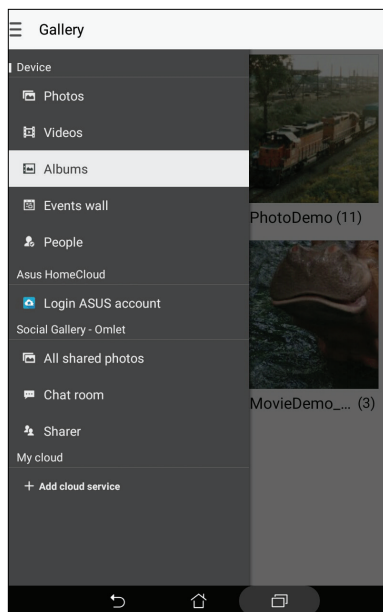 Gallery
Device
Photos
Videos
Albums
Events wall
People
Asus HomeCloud
Login ASUS account
Social Gallery - Omlet
All shared photos
Chat room
Sharer
My cloud
+ Add cloud service
PhotoDemo (11)
MovieDemo_... (3)